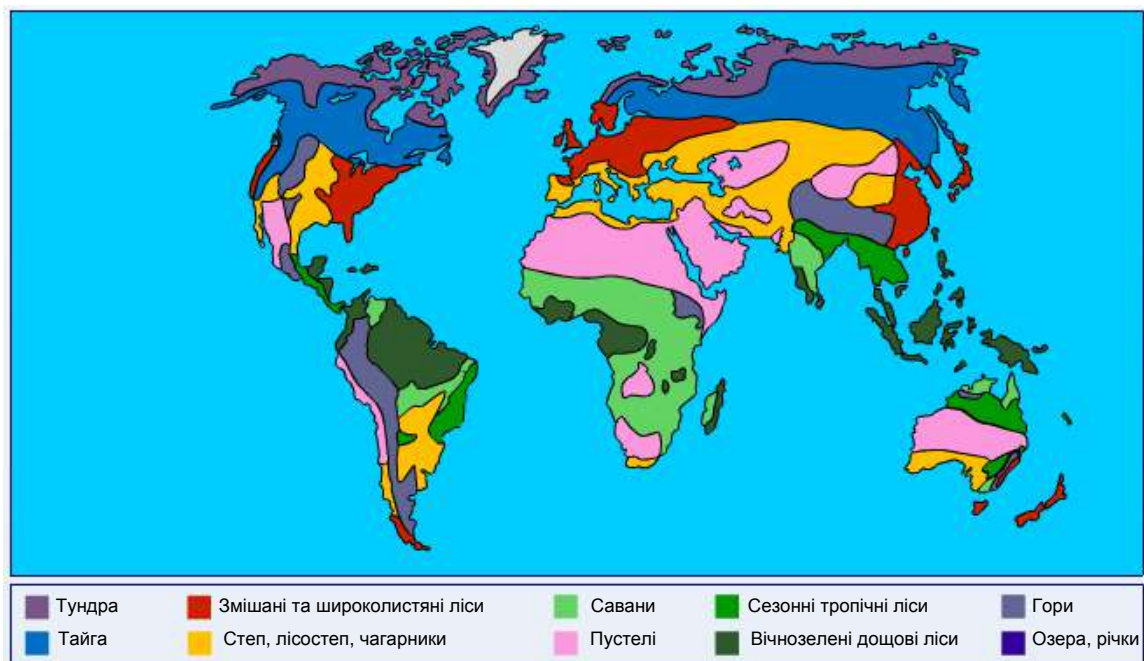 Тундра Змішані та широколистяні ліси Савани Сезонні тропічні ліси Гори
Тайга Степ, лісостеп, чагарники Пустелі Вічнозелені дощові ліси Озера, річки